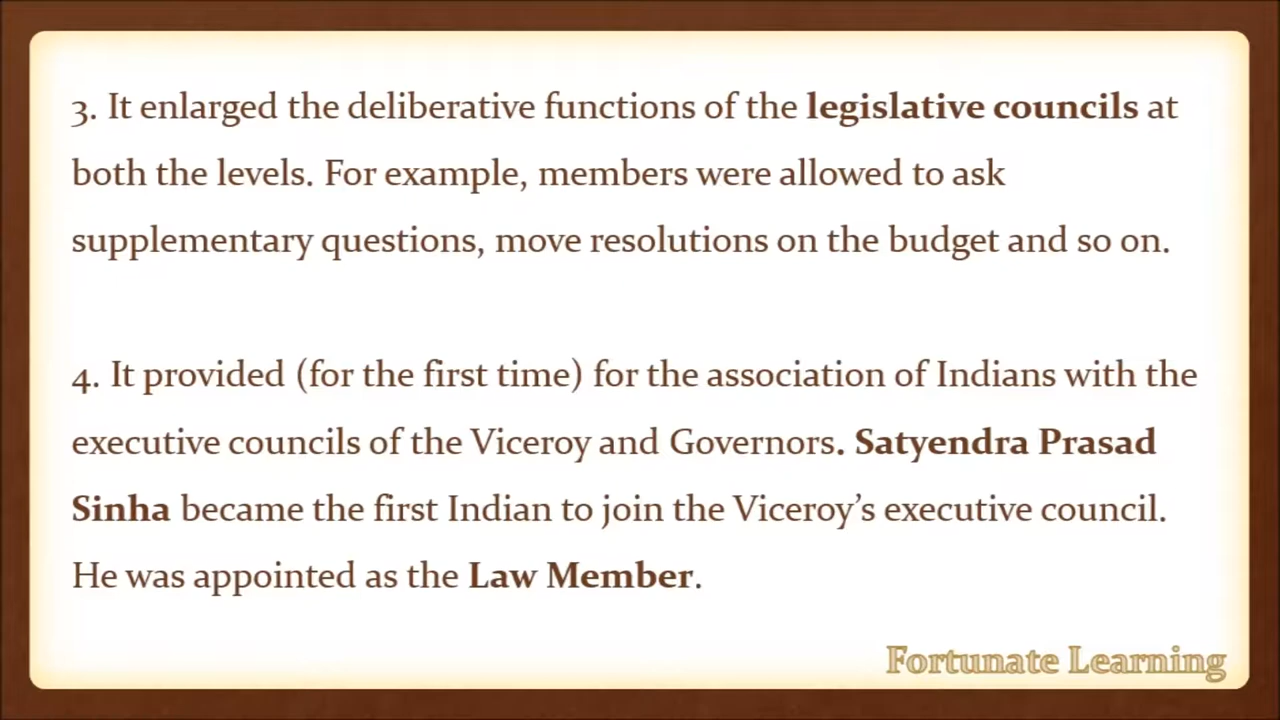 3. It enlarged the deliberative functions of the legislative councils at
both the levels. For example, members were allowed to ask
supplementary questions, move resolutions on the budget and so on.
4. It provided (for the first time) for the association of Indians with the
executive councils of the Viceroy and Governors. Satyendra Prasad
Sinha became the first Indian to join the Viceroy’s executive council.
He was appointed as the Law Member.
Fortunate Learning